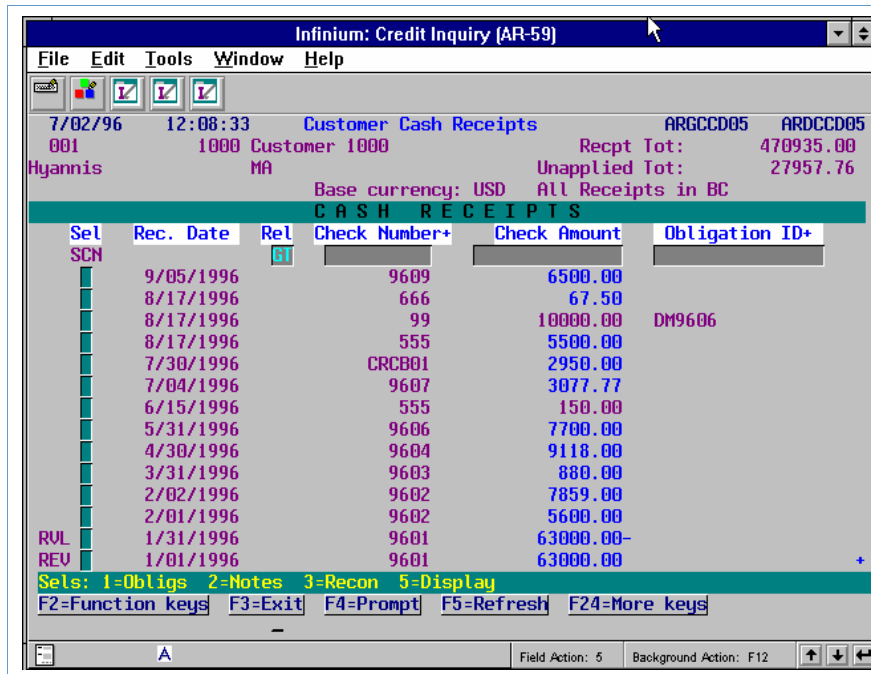 Infinium: Credit Inquiry (AR-59)
File Edit Tools Window Help
7/02/96 12:08:33 Customer Cash Receipts ARGCCD05 ARDCCD05
001 1000 Customer 1000 Recpt Tot: 470935.00
Hyannis MA Unapplied Tot: 27957.76
Base currency: USD All Receipts in BC
CASH RECEIPTS
Sel Rec. Date Rel Check Number+ Check Amount Obligation ID+
SCN GT
9/05/1996 9609 6500.00
8/17/1996 666 67.50
8/17/1996 99 10000.00 DM9606
8/17/1996 555 5500.00
7/30/1996 CRCB01 2950.00
7/04/1996 9607 3077.77
6/15/1996 555 150.00
5/31/1996 9606 7700.00
4/30/1996 9604 9118.00
3/31/1996 9603 880.00
2/02/1996 9602 7859.00
2/01/1996 9602 5600.00
RVL 1/31/1996 9601 63000.00-
REV 1/01/1996 9601 63000.00 +
Sels: 1=Obligs 2=Notes 3=Recon 5=Display
F2=Function keys F3=Exit F4=Prompt F5=Refresh F24=More keys
A Field Action: 5 Background Action: F12